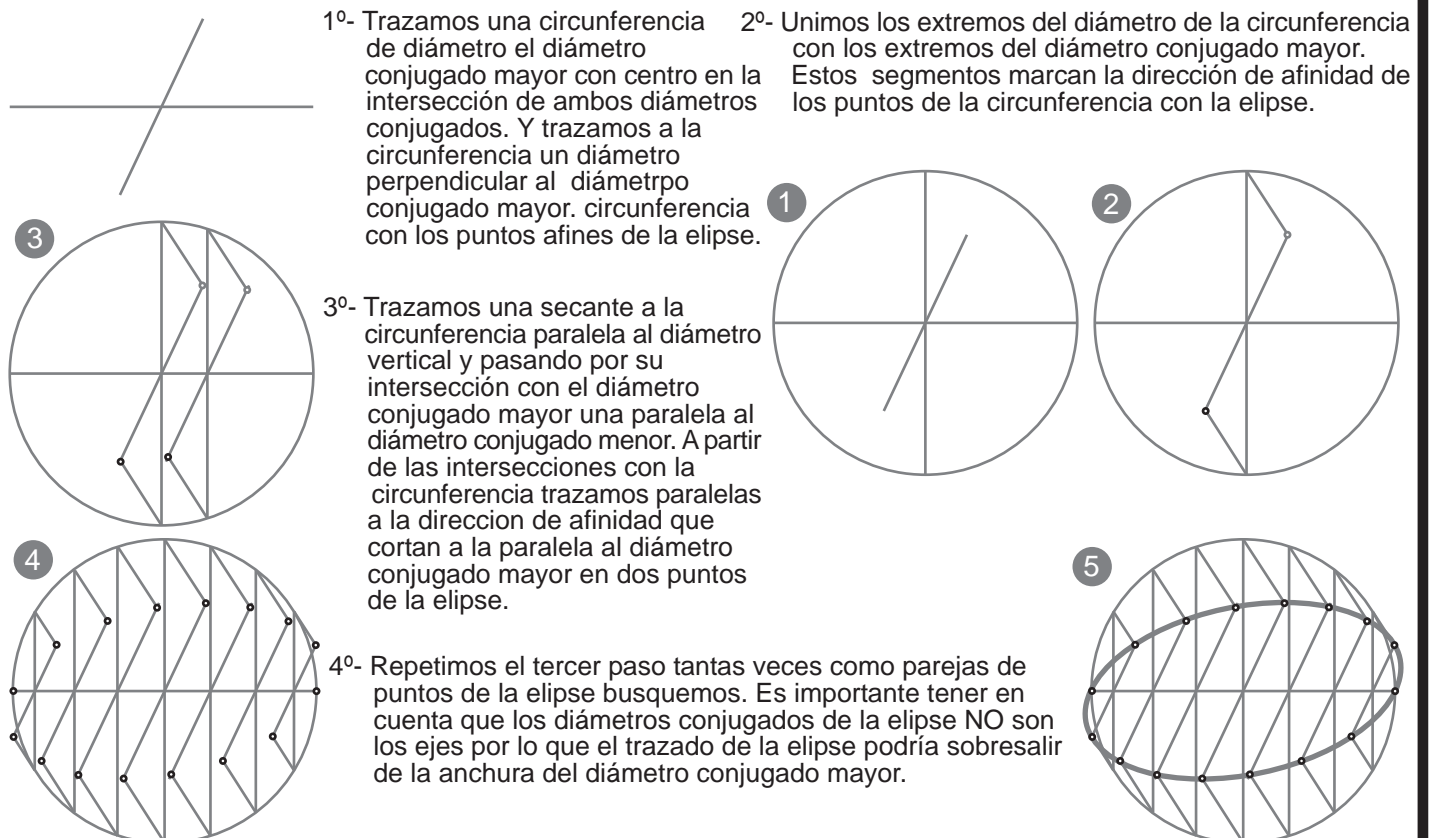 1º- Trazamos una circunferencia
de diámetro el diámetro
conjugado mayor con centro en la
intersección de ambos diámetros
conjugados. Y trazamos a la
circunferencia un diámetro
perpendicular al diámetrpo
conjugado mayor. circunferencia
con los puntos afines de la elipse.
2º- Unimos los extremos del diámetro de la circunferencia
con los extremos del diámetro conjugado mayor.
Estos segmentos marcan la dirección de afinidad de
los puntos de la circunferencia con la elipse.
1
2
3
3º- Trazamos una secante a la
circunferencia paralela al diámetro
vertical y pasando por su
intersección con el diámetro
conjugado mayor una paralela al
diámetro conjugado menor. A partir
de las intersecciones con la
circunferencia trazamos paralelas
a la direccion de afinidad que
cortan a la paralela al diámetro
conjugado mayor en dos puntos
de la elipse.
4
5
4º- Repetimos el tercer paso tantas veces como parejas de
puntos de la elipse busquemos. Es importante tener en
cuenta que los diámetros conjugados de la elipse NO son
los ejes por lo que el trazado de la elipse podría sobresalir
de la anchura del diámetro conjugado mayor.